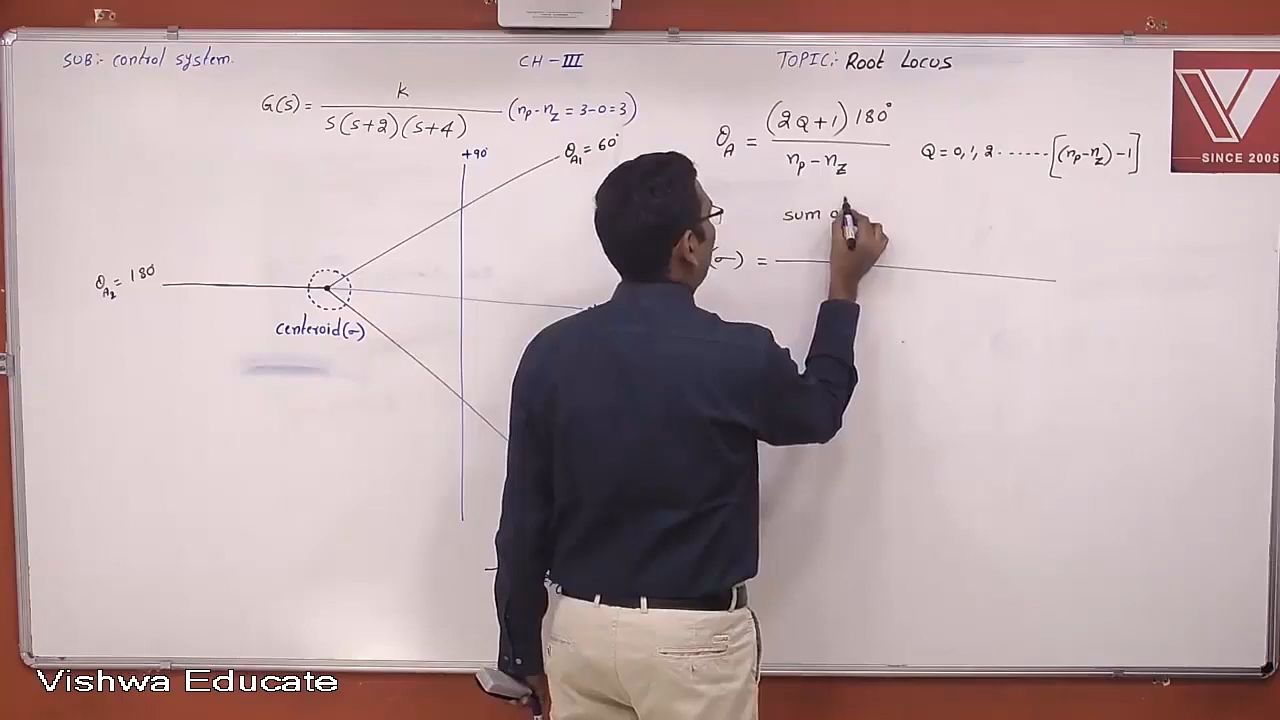 SUB:- control system.
CH - III
TOPIC:- Root Locus
G(s) = K / s(s+2)(s+4) (np - nz = 3-0=3)
+90°
θA1 = 60°
θA2 = 180°
centeroid(σ)
θA = (2Q+1) 180° / np - nz
Q = 0, 1, 2 ------ [(np - nz) - 1]
sum
(σ) =
SINCE 2005
Vishwa Educate